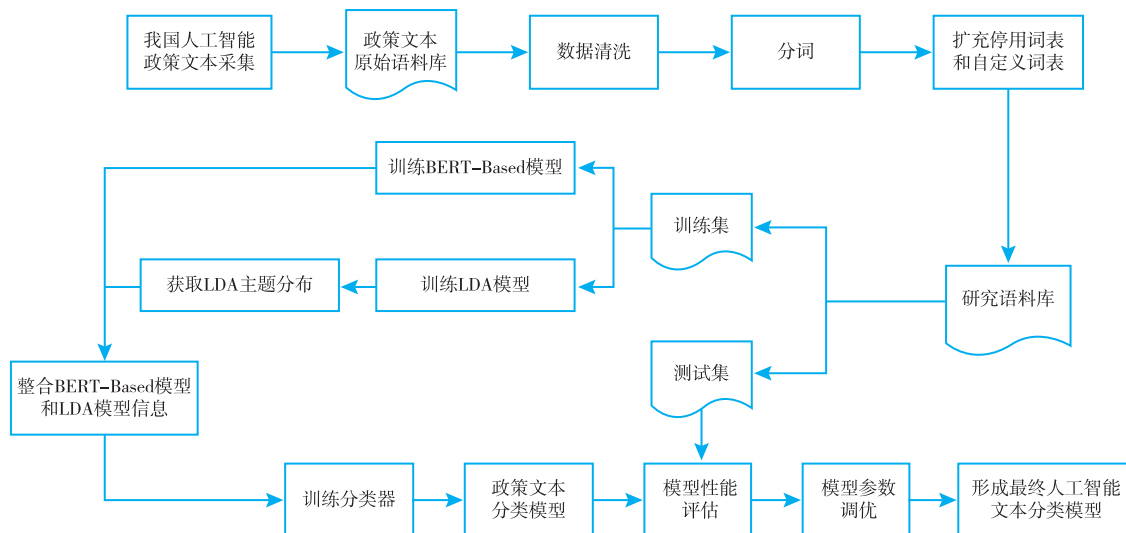 我国人工智能
政策文本采集
政策文本
原始语料库
数据清洗
分词
扩充停用词表
和自定义词表
训练BERT-Based模型
训练集
获取LDA主题分布
训练LDA模型
研究语料库
测试集
整合BERT-Based模型
和LDA模型信息
训练分类器
政策文本
分类模型
模型性能
评估
模型参数
调优
形成最终人工智能
文本分类模型